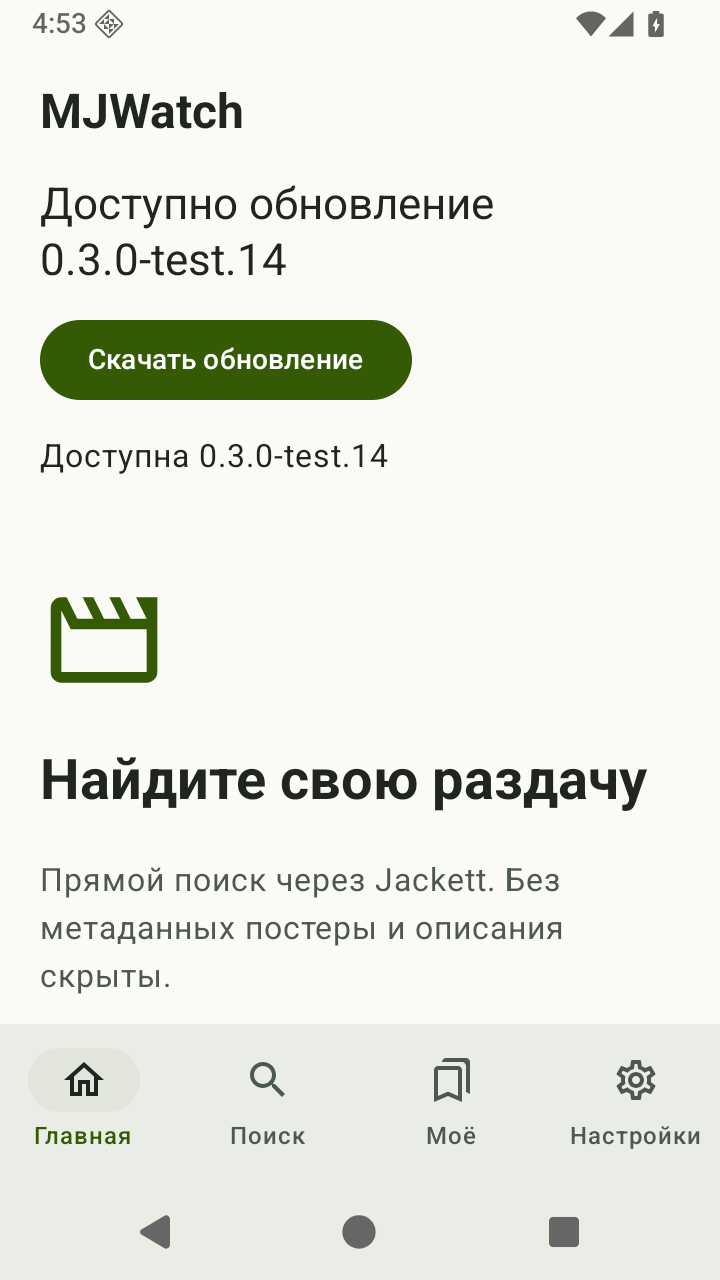 4:53
MJWatch
Доступно обновление
0.3.0-test.14
Скачать обновление
Доступна 0.3.0-test.14
Найдите свою раздачу
Прямой поиск через Jackett. Без
метаданных постеры и описания
скрыты.
Главная
Поиск
Моё
Настройки